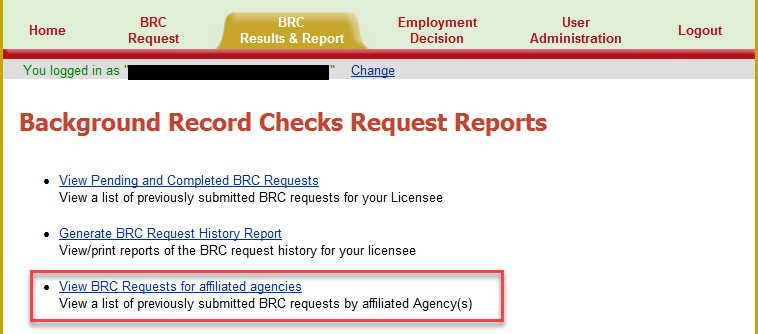 Home
BRC Request
BRC Results & Report
Employment Decision
User Administration
Logout
You logged in as "" Change
Background Record Checks Request Reports
• View Pending and Completed BRC Requests
View a list of previously submitted BRC requests for your Licensee
• Generate BRC Request History Report
View/print reports of the BRC request history for your licensee
• View BRC Requests for affiliated agencies
View a list of previously submitted BRC requests by affiliated Agency(s)